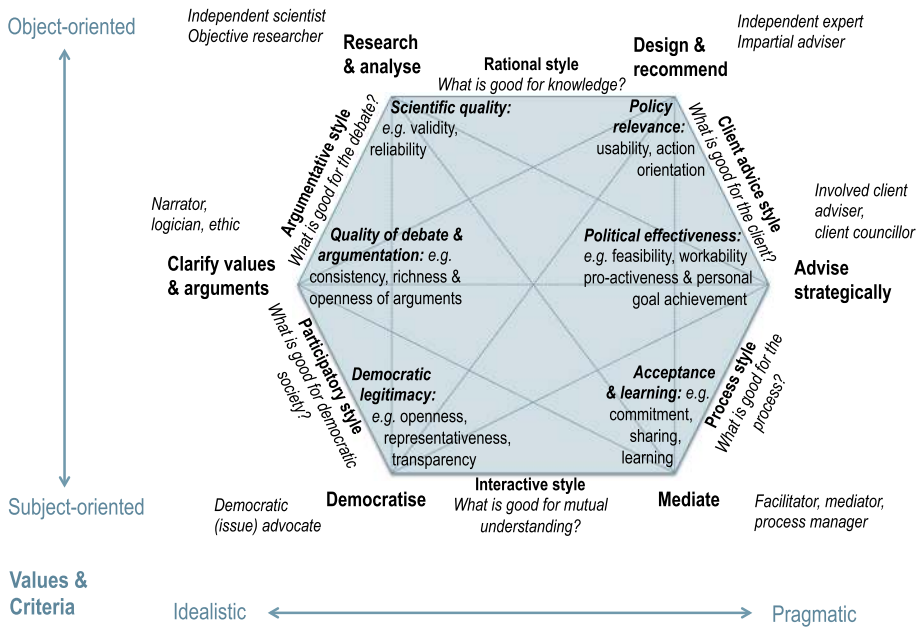 Object-oriented
Independent scientist
Objective researcher
Independent expert
Impartial adviser
Research
& analyse
Design &
recommend
Rational style
What is good for knowledge?
Scientific quality:
e.g. validity,
reliability
Policy
relevance:
usability, action
orientation
Argumentative style
What is good for the debate?
Client advice style
What is good for the client?
Narrator,
logician, ethic
Involved client
adviser,
client councillor
Clarify values
& arguments
Quality of debate &
argumentation: e.g.
consistency, richness &
openness of arguments
Political effectiveness:
e.g. feasibility, workability
pro-activeness & personal
goal achievement
Advise
strategically
Participatory style
What is good for democratic
society?
Process style
What is good for the
process?
Democratic
legitimacy:
e.g. openness,
representativeness,
transparency
Acceptance
& learning: e.g.
commitment,
sharing,
learning
Subject-oriented
Democratic
(issue) advocate
Democratise
Interactive style
What is good for mutual
understanding?
Mediate
Facilitator, mediator,
process manager
Values &
Criteria
Idealistic
Pragmatic